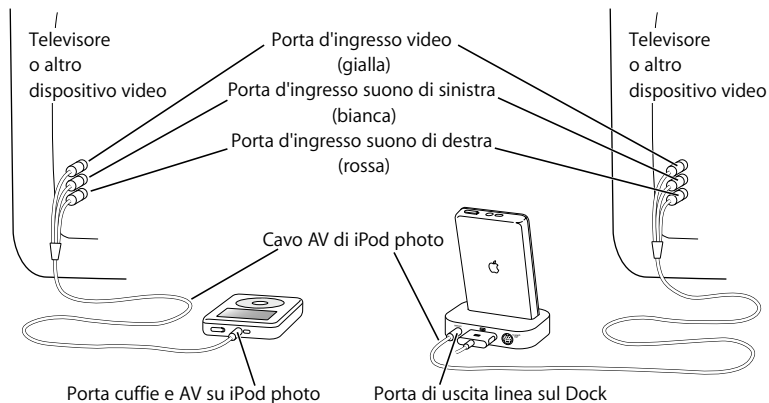 Televisore
o altro
dispositivo video
Porta d'ingresso video
(gialla)
Porta d'ingresso suono di sinistra
(bianca)
Porta d'ingresso suono di destra
(rossa)
Televisore
o altro
dispositivo video
Cavo AV di iPod photo
Porta cuffie e AV su iPod photo
Porta di uscita linea sul Dock